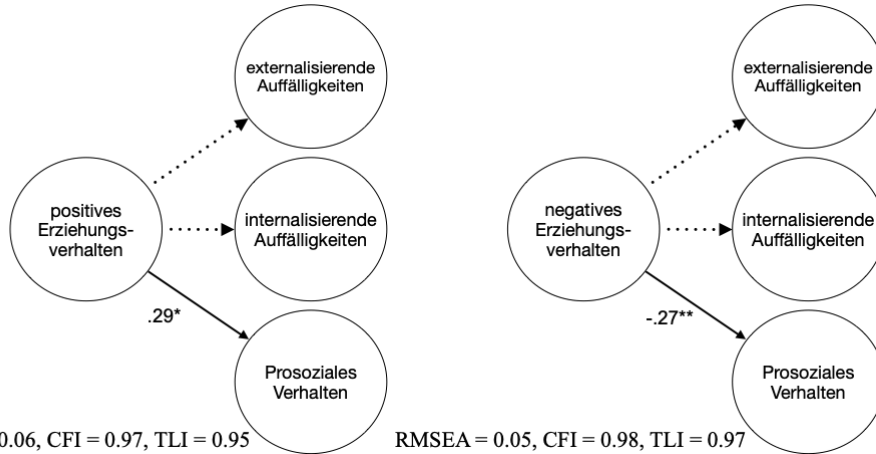 externalisierende
Auffälligkeiten
positives
Erziehungs-
verhalten
internalisierende
Auffälligkeiten
.29*
Prosoziales
Verhalten
0.06, CFI = 0.97, TLI = 0.95
externalisierende
Auffälligkeiten
negatives
Erziehungs-
verhalten
internalisierende
Auffälligkeiten
-.27**
Prosoziales
Verhalten
RMSEA = 0.05, CFI = 0.98, TLI = 0.97